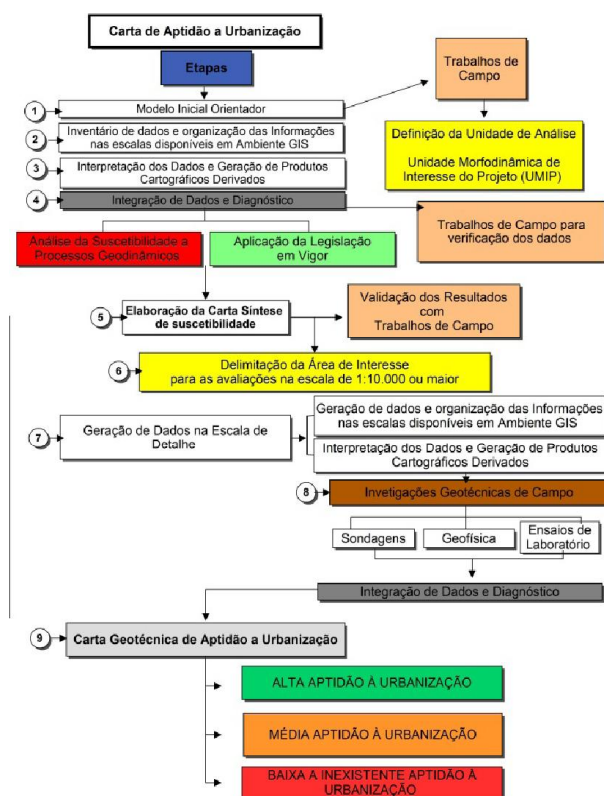 Carta de Aptidão a Urbanização
Etapas
Trabalhos de
Campo
1
Modelo Inicial Orientador
2
Inventário de dados e organização das Informações
nas escalas disponíveis em Ambiente GIS
Definição da Unidade de Análise
Unidade Morfodinâmica de
Interesse do Projeto (UMIP)
3
Interpretação dos Dados e Geração de Produtos
Cartográficos Derivados
4
Integração de Dados e Diagnóstico
Análise da Suscetibilidade a
Processos Geodinâmicos
Aplicação da Legislação
em Vigor
Trabalhos de Campo para
verificação dos dados
5
Elaboração da Carta Síntese
de suscetibilidade
Validação dos Resultados
com
Trabalhos de Campo
6
Delimitação da Área de Interesse
para as avaliações na escala de 1:10.000 ou maior
7
Geração de Dados na Escala de
Detalhe
Geração de dados e organização das Informações
nas escalas disponíveis em Ambiente GIS
Interpretação dos Dados e Geração de Produtos
Cartográficos Derivados
8
Invetigações Geotécnicas de Campo
Sondagens
Geofísica
Ensaios de
Laboratório
Integração de Dados e Diagnóstico
9
Carta Geotécnica de Aptidão a Urbanização
ALTA APTIDÃO À URBANIZAÇÃO
MÉDIA APTIDÃO À URBANIZAÇÃO
BAIXA A INEXISTENTE APTIDÃO À
URBANIZAÇÃO